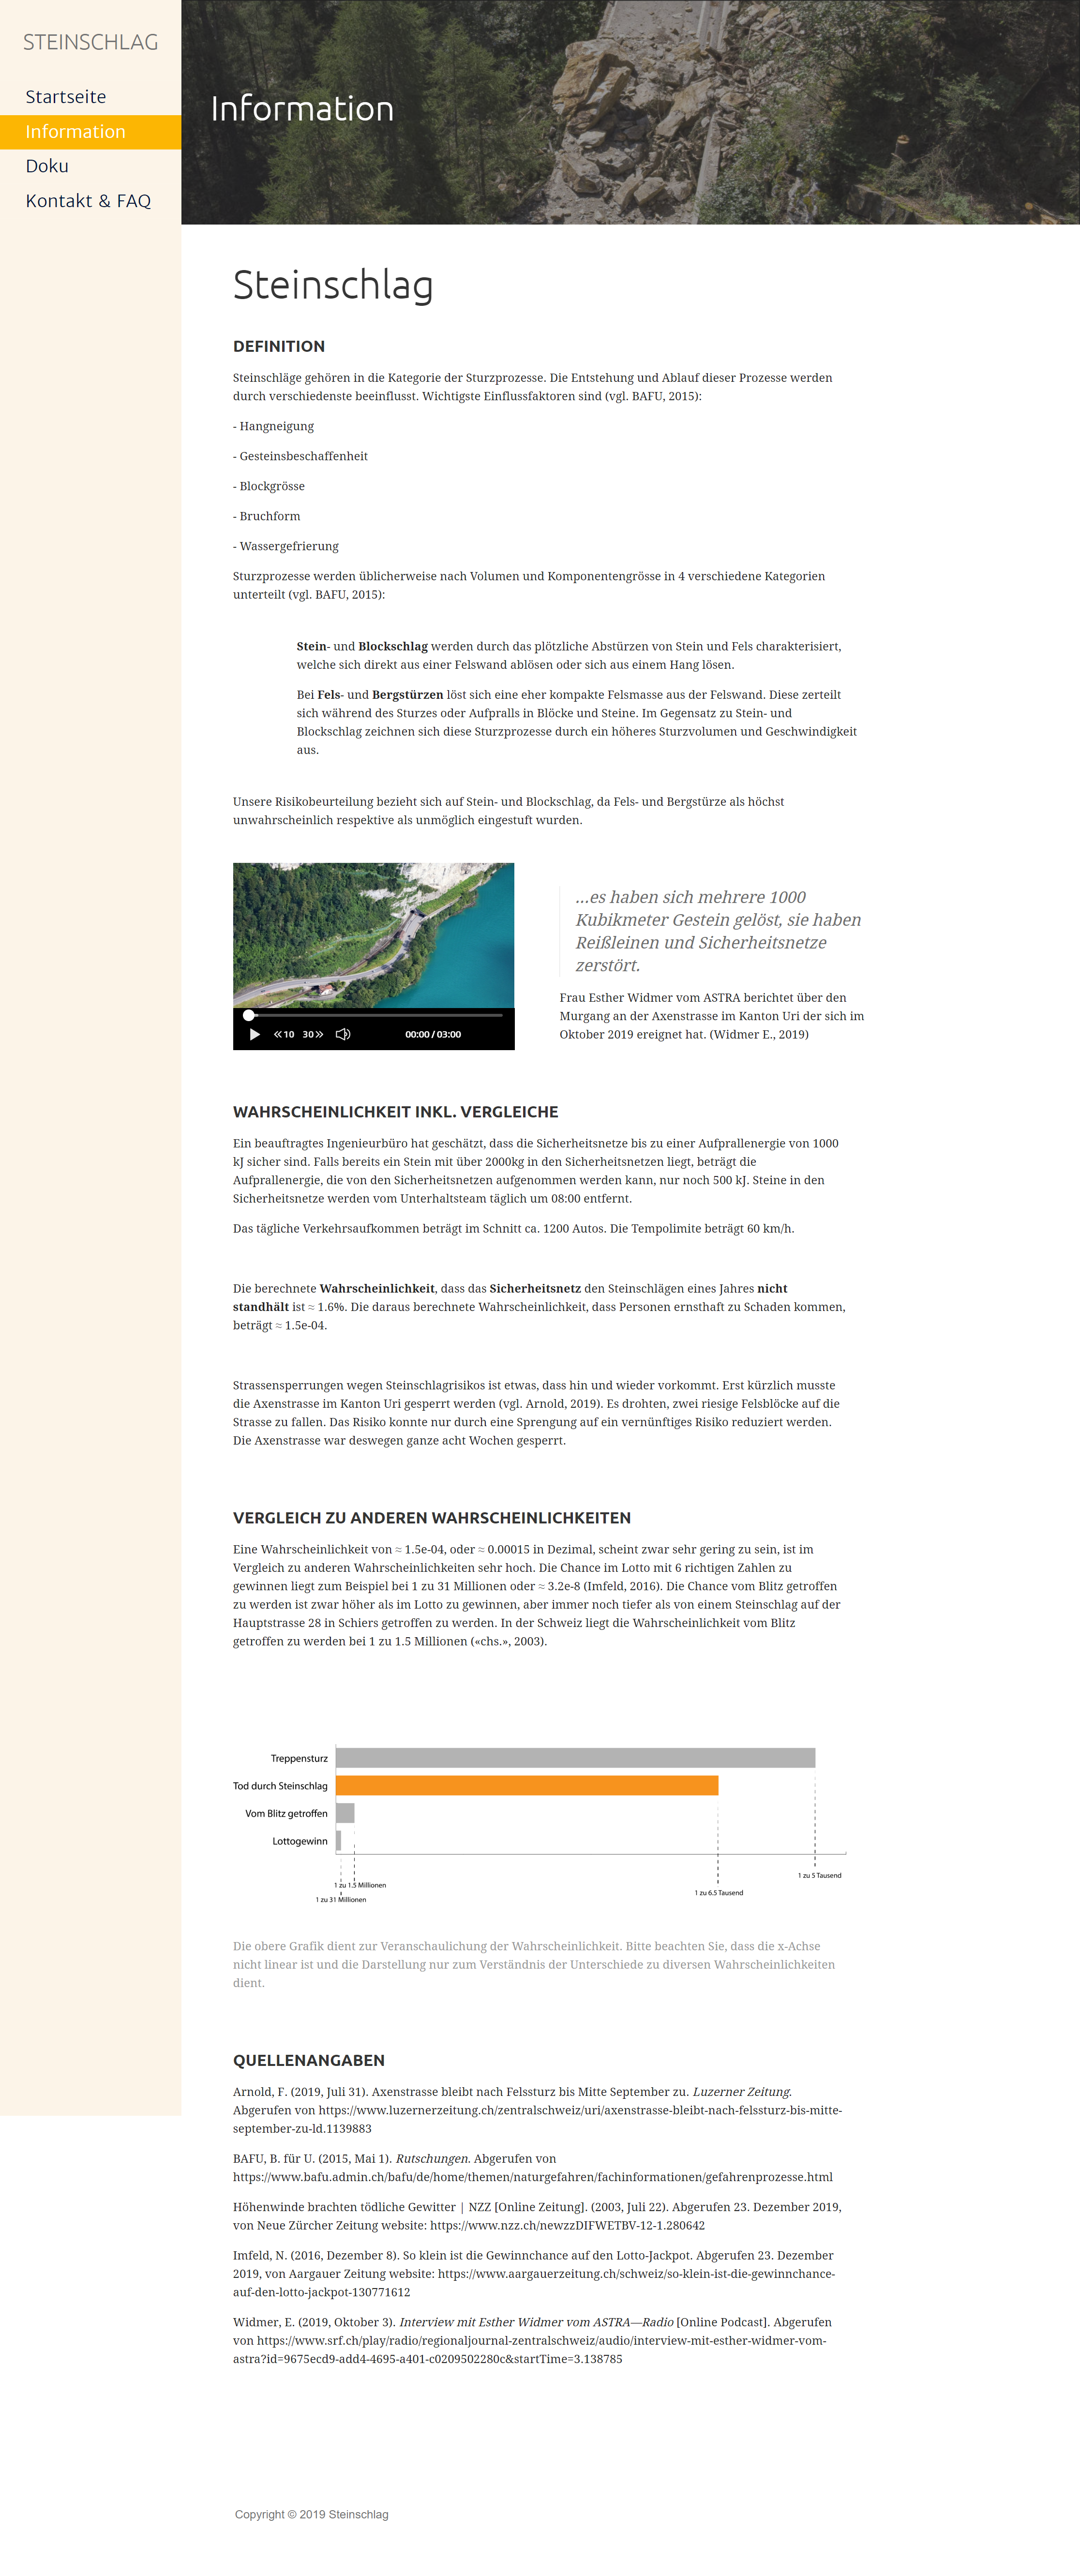 STEINSCHLAG
Startseite
Information
Doku
Kontakt & FAQ
Information
Steinschlag
DEFINITION
Steinschläge gehören in die Kategorie der Sturzprozesse. Die Entstehung und Ablauf dieser Prozesse werden
durch verschiedenste beeinflusst. Wichtigste Einflussfaktoren sind (vgl. BAFU, 2015):
- Hangneigung
- Gesteinsbeschaffenheit
- Blockgrösse
- Bruchform
- Wassergefrierung
Sturzprozesse werden üblicherweise nach Volumen und Komponentengrösse in 4 verschiedene Kategorien
unterteilt (vgl. BAFU, 2015):
Stein- und Blockschlag werden durch das plötzliche Abstürzen von Stein und Fels charakterisiert,
welche sich direkt aus einer Felswand ablösen oder sich aus einem Hang lösen.
Bei Fels- und Bergstürzen löst sich eine eher kompakte Felsmasse aus der Felswand. Diese zerteilt
sich während des Sturzes oder Aufpralls in Blöcke und Steine. Im Gegensatz zu Stein- und
Blockschlag zeichnen sich diese Sturzprozesse durch ein höheres Sturzvolumen und Geschwindigkeit
aus.
Unsere Risikobeurteilung bezieht sich auf Stein- und Blockschlag, da Fels- und Bergstürze als höchst
unwahrscheinlich respektive als unmöglich eingestuft wurden.
10 30 00:00 / 03:00
...es haben sich mehrere 1000
Kubikmeter Gestein gelöst, sie haben
Reißleinen und Sicherheitsnetze
zerstört.
Frau Esther Widmer vom ASTRA berichtet über den
Murgang an der Axenstrasse im Kanton Uri der sich im
Oktober 2019 ereignet hat. (Widmer E., 2019)
WAHRSCHEINLICHKEIT INKL. VERGLEICHE
Ein beauftragtes Ingenieurbüro hat geschätzt, dass die Sicherheitsnetze bis zu einer Aufprallenergie von 1000
kJ sicher sind. Falls bereits ein Stein mit über 2000kg in den Sicherheitsnetzen liegt, beträgt die
Aufprallenergie, die von den Sicherheitsnetzen aufgenommen werden kann, nur noch 500 kJ. Steine in den
Sicherheitsnetze werden vom Unterhaltsteam täglich um 08:00 entfernt.
Das tägliche Verkehrsaufkommen beträgt im Schnitt ca. 1200 Autos. Die Tempolimite beträgt 60 km/h.
Die berechnete Wahrscheinlichkeit, dass das Sicherheitsnetz den Steinschlägen eines Jahres nicht
standhält ist ≈ 1.6%. Die daraus berechnete Wahrscheinlichkeit, dass Personen ernsthaft zu Schaden kommen,
beträgt ≈ 1.5e-04.
Strassensperrungen wegen Steinschlagrisikos ist etwas, dass hin und wieder vorkommt. Erst kürzlich musste
die Axenstrasse im Kanton Uri gesperrt werden (vgl. Arnold, 2019). Es drohten, zwei riesige Felsblöcke auf die
Strasse zu fallen. Das Risiko konnte nur durch eine Sprengung auf ein vernünftiges Risiko reduziert werden.
Die Axenstrasse war deswegen ganze acht Wochen gesperrt.
VERGLEICH ZU ANDEREN WAHRSCHEINLICHKEITEN
Eine Wahrscheinlichkeit von ≈ 1.5e-04, oder ≈ 0.00015 in Dezimal, scheint zwar sehr gering zu sein, ist im
Vergleich zu anderen Wahrscheinlichkeiten sehr hoch. Die Chance im Lotto mit 6 richtigen Zahlen zu
gewinnen liegt zum Beispiel bei 1 zu 31 Millionen oder ≈ 3.2e-8 (Imfeld, 2016). Die Chance vom Blitz getroffen
zu werden ist zwar höher als im Lotto zu gewinnen, aber immer noch tiefer als von einem Steinschlag auf der
Hauptstrasse 28 in Schiers getroffen zu werden. In der Schweiz liegt die Wahrscheinlichkeit vom Blitz
getroffen zu werden bei 1 zu 1.5 Millionen («chs.», 2003).
Treppensturz
Tod durch Steinschlag
Vom Blitz getroffen
Lottogewinn
1 zu 5 Tausend
1 zu 1.5 Millionen
1 zu 6.5 Tausend
1 zu 31 Millionen
Die obere Grafik dient zur Veranschaulichung der Wahrscheinlichkeit. Bitte beachten Sie, dass die x-Achse
nicht linear ist und die Darstellung nur zum Verständnis der Unterschiede zu diversen Wahrscheinlichkeiten
dient.
QUELLENANGABEN
Arnold, F. (2019, Juli 31). Axenstrasse bleibt nach Felssturz bis Mitte September zu. Luzerner Zeitung.
Abgerufen von https://www.luzernerzeitung.ch/zentralschweiz/uri/axenstrasse-bleibt-nach-felssturz-bis-mitte-
september-zu-ld.1139883
BAFU, B. für U. (2015, Mai 1). Rutschungen. Abgerufen von
https://www.bafu.admin.ch/bafu/de/home/themen/naturgefahren/fachinformationen/gefahrenprozesse.html
Höhenwinde brachten tödliche Gewitter | NZZ [Online Zeitung]. (2003, Juli 22). Abgerufen 23. Dezember 2019,
von Neue Zürcher Zeitung website: https://www.nzz.ch/newzzDIFWETBV-12-1.280642
Imfeld, N. (2016, Dezember 8). So klein ist die Gewinnchance auf den Lotto-Jackpot. Abgerufen 23. Dezember
2019, von Aargauer Zeitung website: https://www.aargauerzeitung.ch/schweiz/so-klein-ist-die-gewinnchance-
auf-den-lotto-jackpot-130771612
Widmer, E. (2019, Oktober 3). Interview mit Esther Widmer vom ASTRA—Radio [Online Podcast]. Abgerufen
von https://www.srf.ch/play/radio/regionaljournal-zentralschweiz/audio/interview-mit-esther-widmer-vom-
astra?id=9675ecd9-add4-4695-a401-c0209502280c&startTime=3.138785
Copyright © 2019 Steinschlag